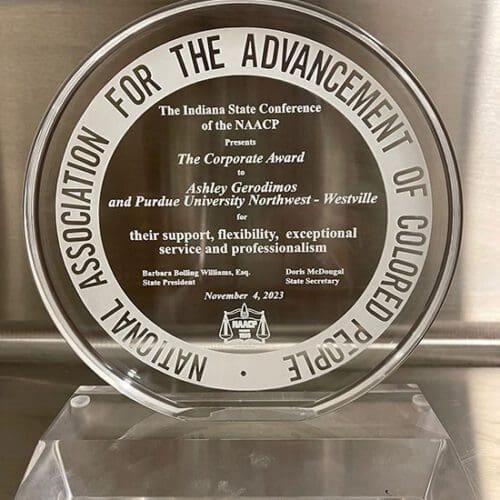 NATIONAL ASSOCIATION FOR THE ADVANCEMENT OF COLORED PEOPLE •
The Indiana State Conference
of the NAACP
Presents
The Corporate Award
to
Ashley Gerodimos
and Purdue University Northwest - Westville
for
their support, flexibility, exceptional
service and professionalism
Barbara Bolling Williams, Esq.
State President
Doris McDougal
State Secretary
November 4, 2023
NAACP